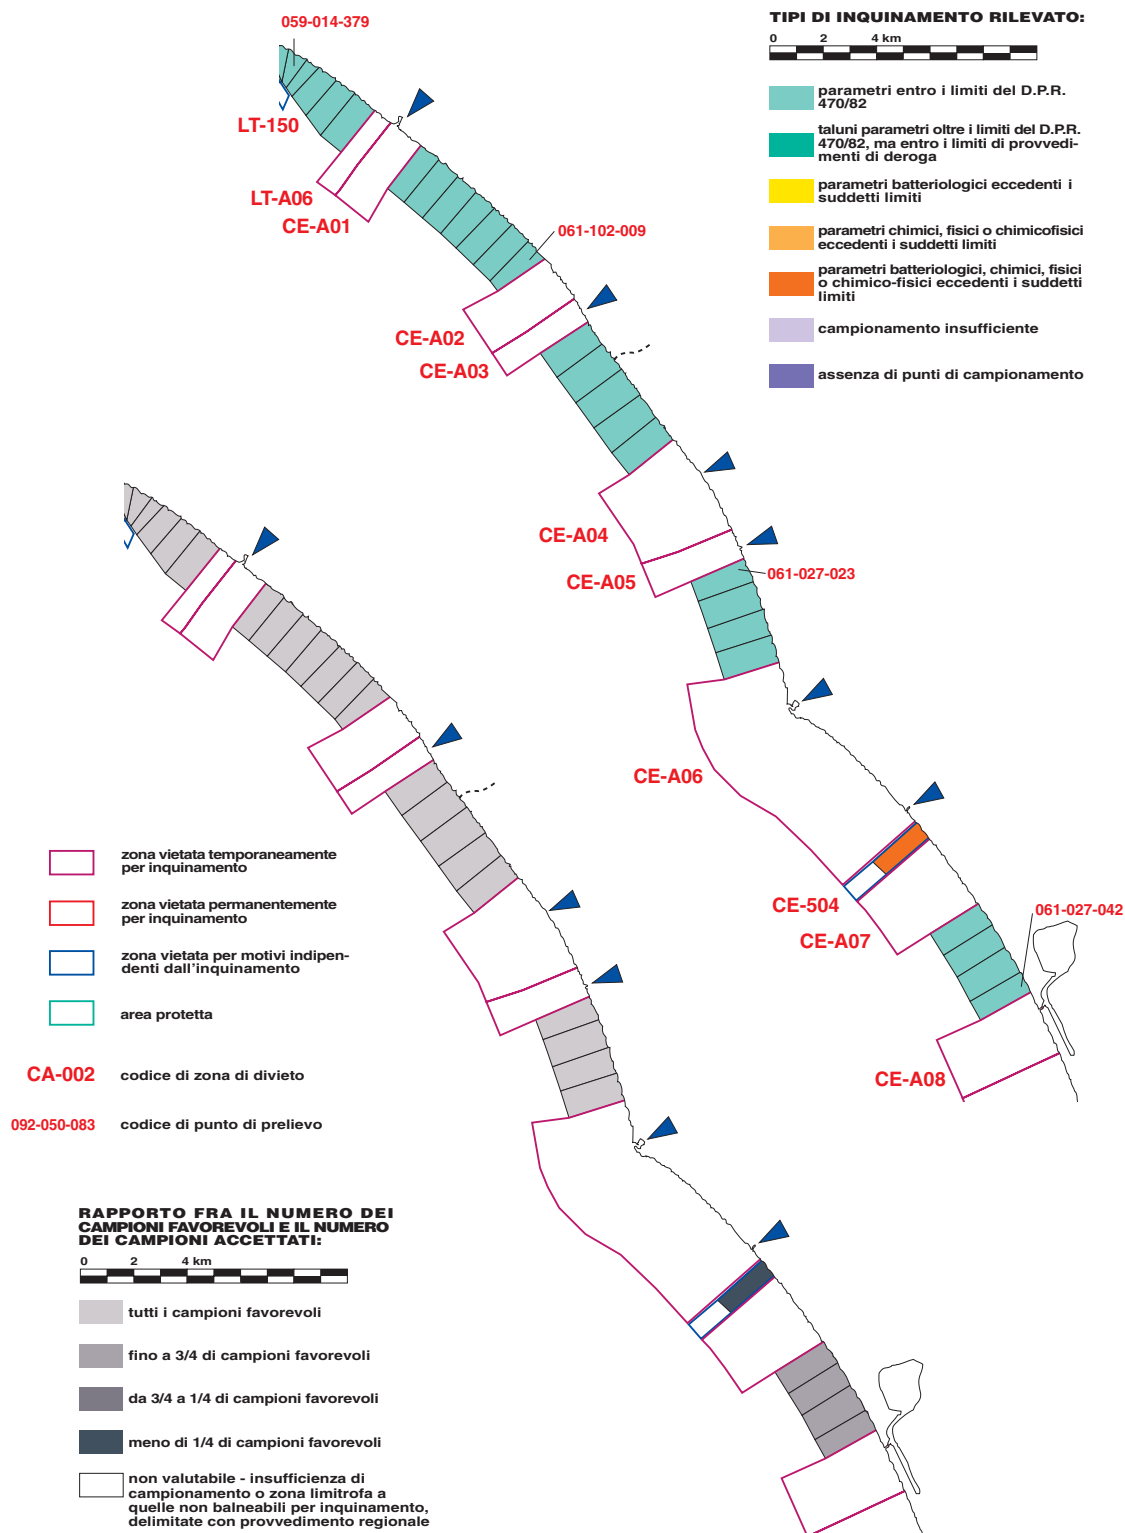 059-014-379
LT-150
LT-A06
CE-A01
061-102-009
CE-A02
CE-A03
CE-A04
CE-A05
061-027-023
CE-A06
CE-504
CE-A07
061-027-042
CE-A08
TIPI DI INQUINAMENTO RILEVATO:
0 2 4 km
parametri entro i limiti del D.P.R.
470/82
taluni parametri oltre i limiti del D.P.R.
470/82, ma entro i limiti di provvedi-
menti di deroga
parametri batteriologici eccedenti i
suddetti limiti
parametri chimici, fisici o chimicofisici
eccedenti i suddetti limiti
parametri batteriologici, chimici, fisici
o chimico-fisici eccedenti i suddetti
limiti
campionamento insufficiente
assenza di punti di campionamento
zona vietata temporaneamente
per inquinamento
zona vietata permanentemente
per inquinamento
zona vietata per motivi indipen-
denti dall'inquinamento
area protetta
CA-002 codice di zona di divieto
092-050-083 codice di punto di prelievo
RAPPORTO FRA IL NUMERO DEI
CAMPIONI FAVOREVOLI E IL NUMERO
DEI CAMPIONI ACCETTATI:
0 2 4 km
tutti i campioni favorevoli
fino a 3/4 di campioni favorevoli
da 3/4 a 1/4 di campioni favorevoli
meno di 1/4 di campioni favorevoli
non valutabile - insufficienza di
campionamento o zona limitrofa a
quelle non balneabili per inquinamento,
delimitate con provvedimento regionale